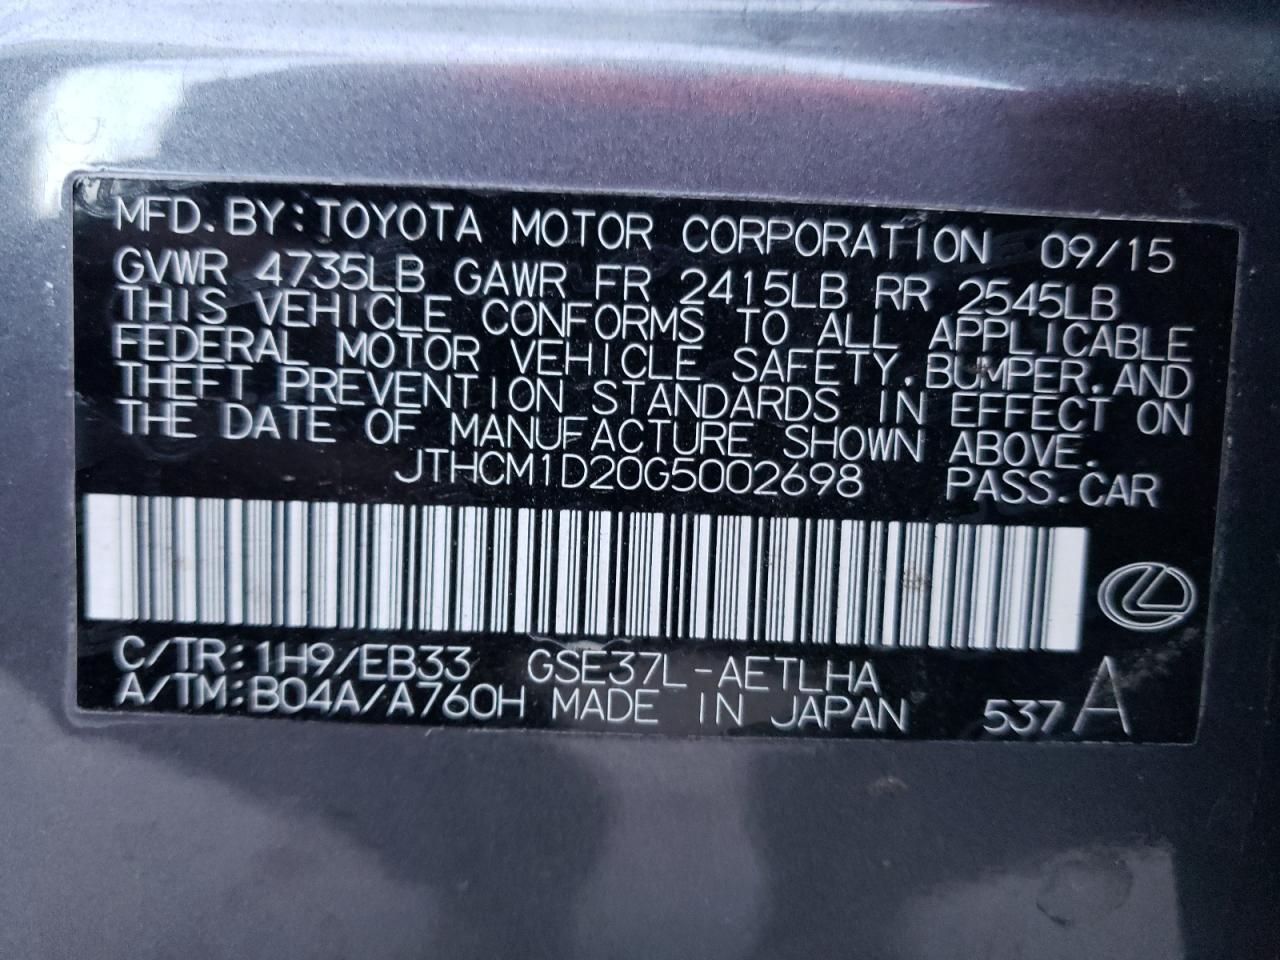 MFD.BY:TOYOTA MOTOR CORPORATION 09/15
GVWR 4735LB GAWR FR 2415LB RR 2545LB
THIS VEHICLE CONFORMS TO ALL APPLICABLE
FEDERAL MOTOR VEHICLE SAFETY,BUMPER,AND
THEFT PREVENTION STANDARDS IN EFFECT ON
THE DATE OF MANUFACTURE SHOWN ABOVE.
JTHCM1D20G5002698 PASS.CAR
C/TR:1H9/EB33 GSE37L-AETLHA
A/TM:B04A/A760H MADE IN JAPAN 537 A